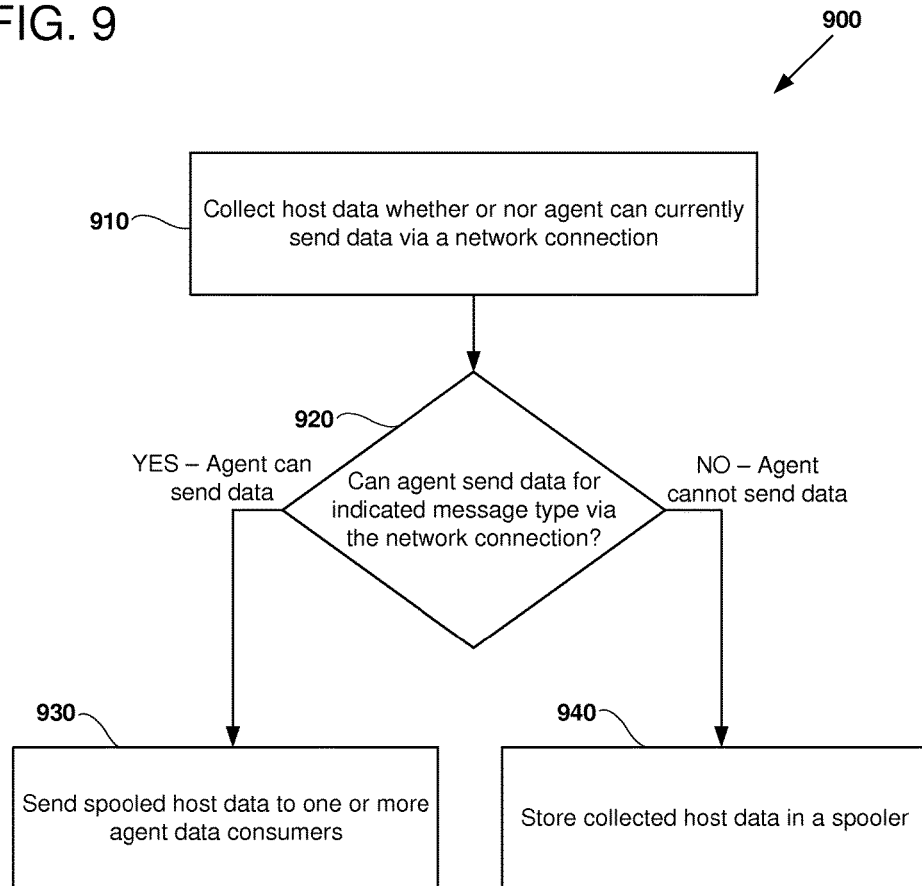 FIG. 9
900
910
Collect host data whether or nor agent can currently
send data via a network connection
920
YES – Agent can
send data
Can agent send data for
indicated message type via
the network connection?
NO – Agent
cannot send data
930
940
Send spooled host data to one or more
agent data consumers
Store collected host data in a spooler